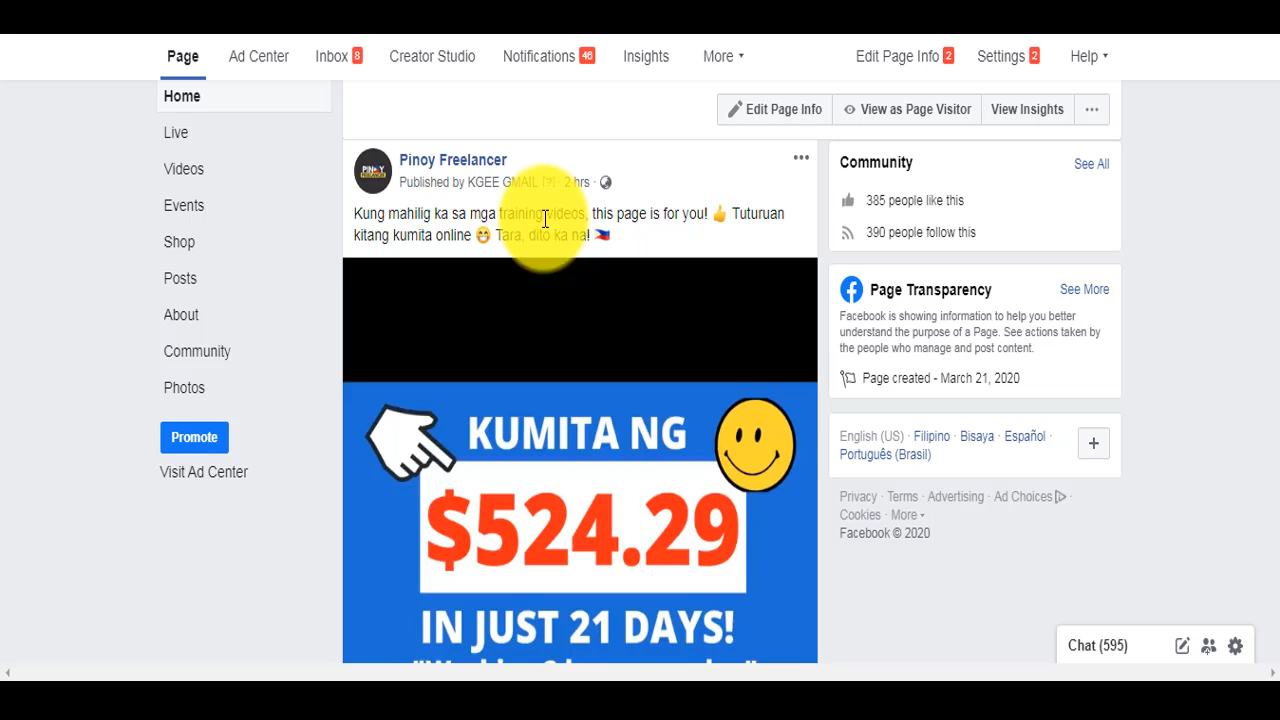 Page Ad Center Inbox 8 Creator Studio Notifications 46 Insights More Edit Page Info 2 Settings 2 Help
Home
Live
Videos
Events
Shop
Posts
About
Community
Photos
Promote
Visit Ad Center
Edit Page Info View as Page Visitor View Insights
PINOY
FREELANCER
Pinoy Freelancer
Published by KGEE GMAIL [?] · 2 hrs ·
Kung mahilig ka sa mga training videos, this page is for you! 👍 Tuturuan
kitang kumita online 😁 Tara, dito ka na! 🇵🇭
KUMITA NG
$524.29
IN JUST 21 DAYS!
Community See All
385 people like this
390 people follow this
Page Transparency See More
Facebook is showing information to help you better
understand the purpose of a Page. See actions taken by
the people who manage and post content.
Page created - March 21, 2020
English (US) · Filipino · Bisaya · Español ·
Português (Brasil)
Privacy · Terms · Advertising · Ad Choices ·
Cookies · More
Facebook © 2020
Chat (595)